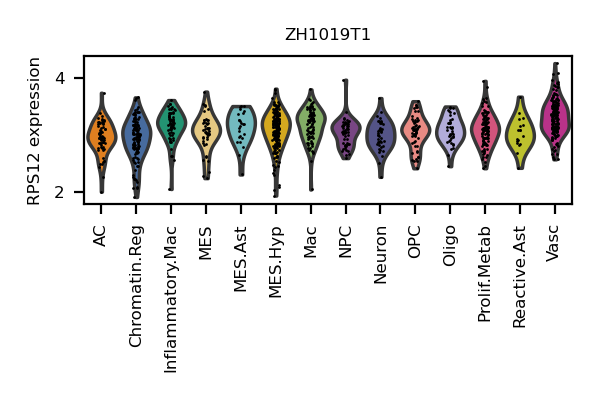 ZH1019T1
RPS12 expression
4
2
AC
Chromatin.Reg
Inflammatory.Mac
MES
MES.Ast
MES.Hyp
Mac
NPC
Neuron
OPC
Oligo
Prolif.Metab
Reactive.Ast
Vasc